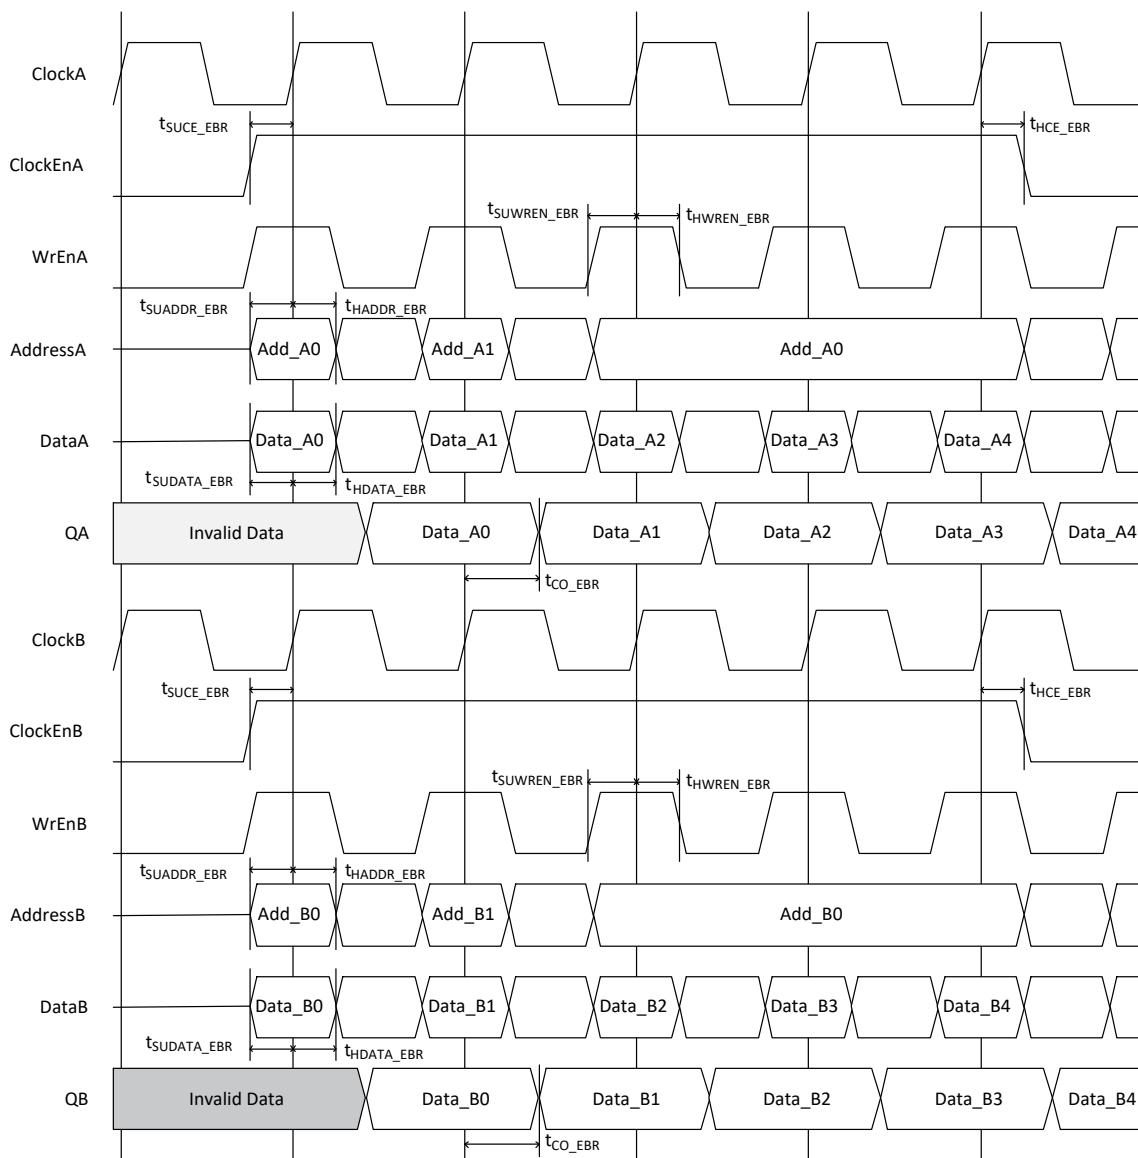 ClockA
tSUCE_EBR
tHCE_EBR
ClockEnA
tSUWREN_EBR
tHWREN_EBR
WrEnA
tSUADDR_EBR
tHADDR_EBR
AddressA
Add_A0
Add_A1
Add_A0
DataA
Data_A0
Data_A1
Data_A2
Data_A3
Data_A4
tSUDATA_EBR
tHDATA_EBR
QA
Invalid Data
Data_A0
Data_A1
Data_A2
Data_A3
Data_A4
tCO_EBR
ClockB
tSUCE_EBR
tHCE_EBR
ClockEnB
tSUWREN_EBR
tHWREN_EBR
WrEnB
tSUADDR_EBR
tHADDR_EBR
AddressB
Add_B0
Add_B1
Add_B0
DataB
Data_B0
Data_B1
Data_B2
Data_B3
Data_B4
tSUDATA_EBR
tHDATA_EBR
QB
Invalid Data
Data_B0
Data_B1
Data_B2
Data_B3
Data_B4
tCO_EBR